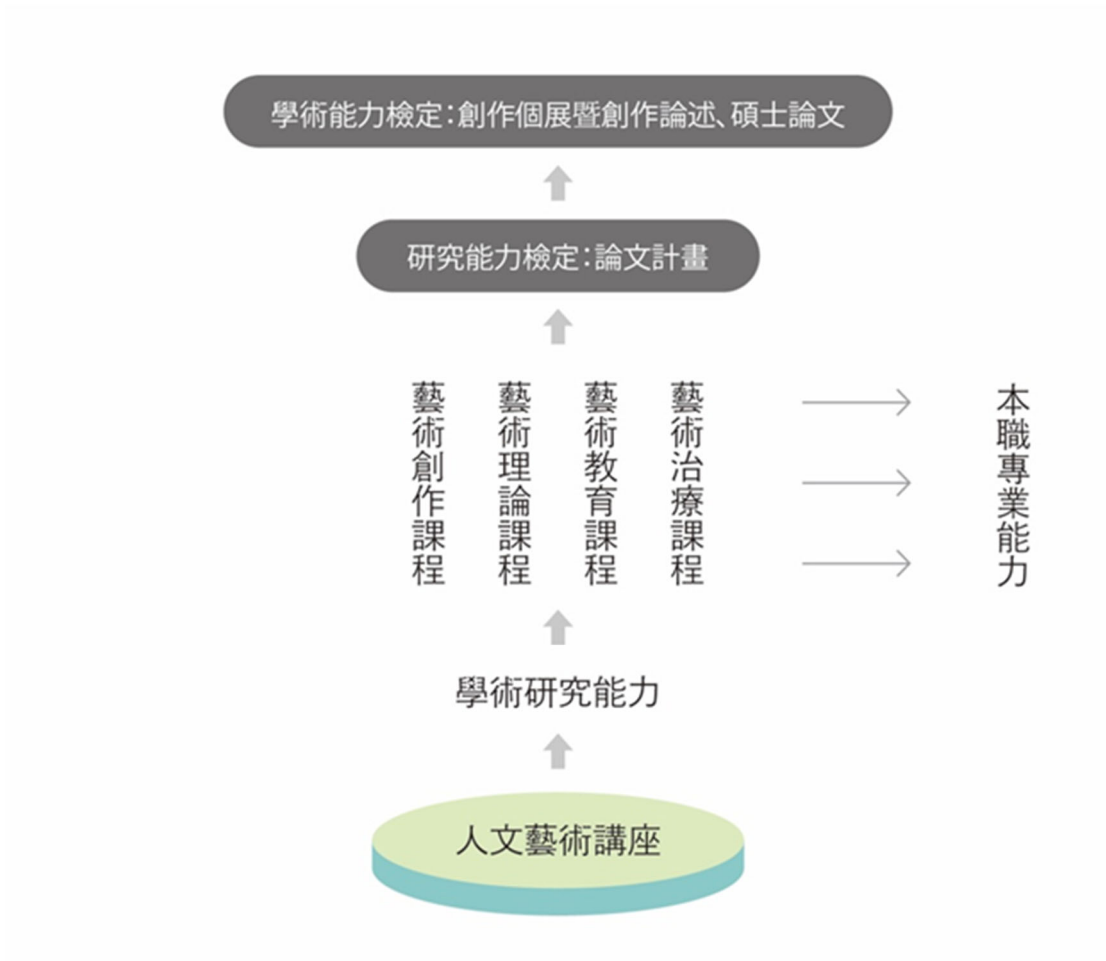 學術能力檢定：創作個展暨創作論述、碩士論文
研究能力檢定：論文計畫
藝術創作課程
藝術理論課程
藝術教育課程
藝術治療課程
本職專業能力
學術研究能力
人文藝術講座